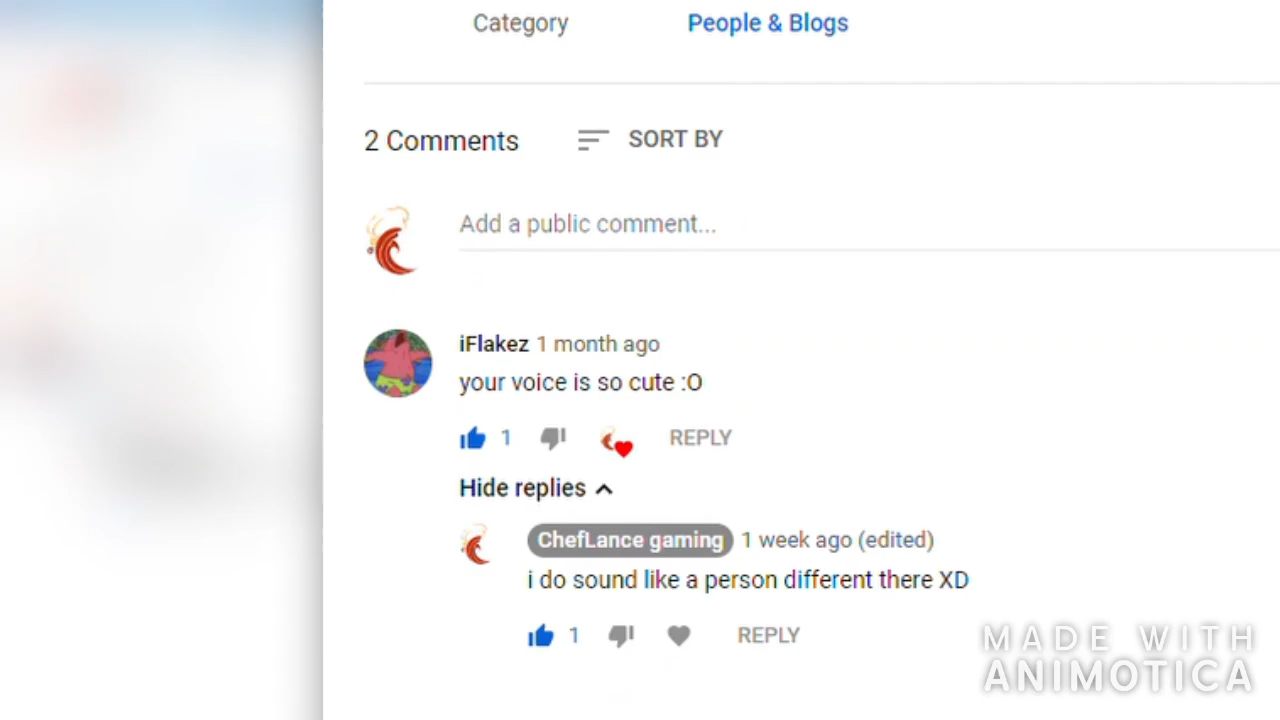 Category People & Blogs
2 Comments SORT BY
Add a public comment...
iFlakez 1 month ago
your voice is so cute :O
1 REPLY
Hide replies
ChefLance gaming 1 week ago (edited)
i do sound like a person different there XD
1 REPLY
MADE WITH
ANIMOTICA